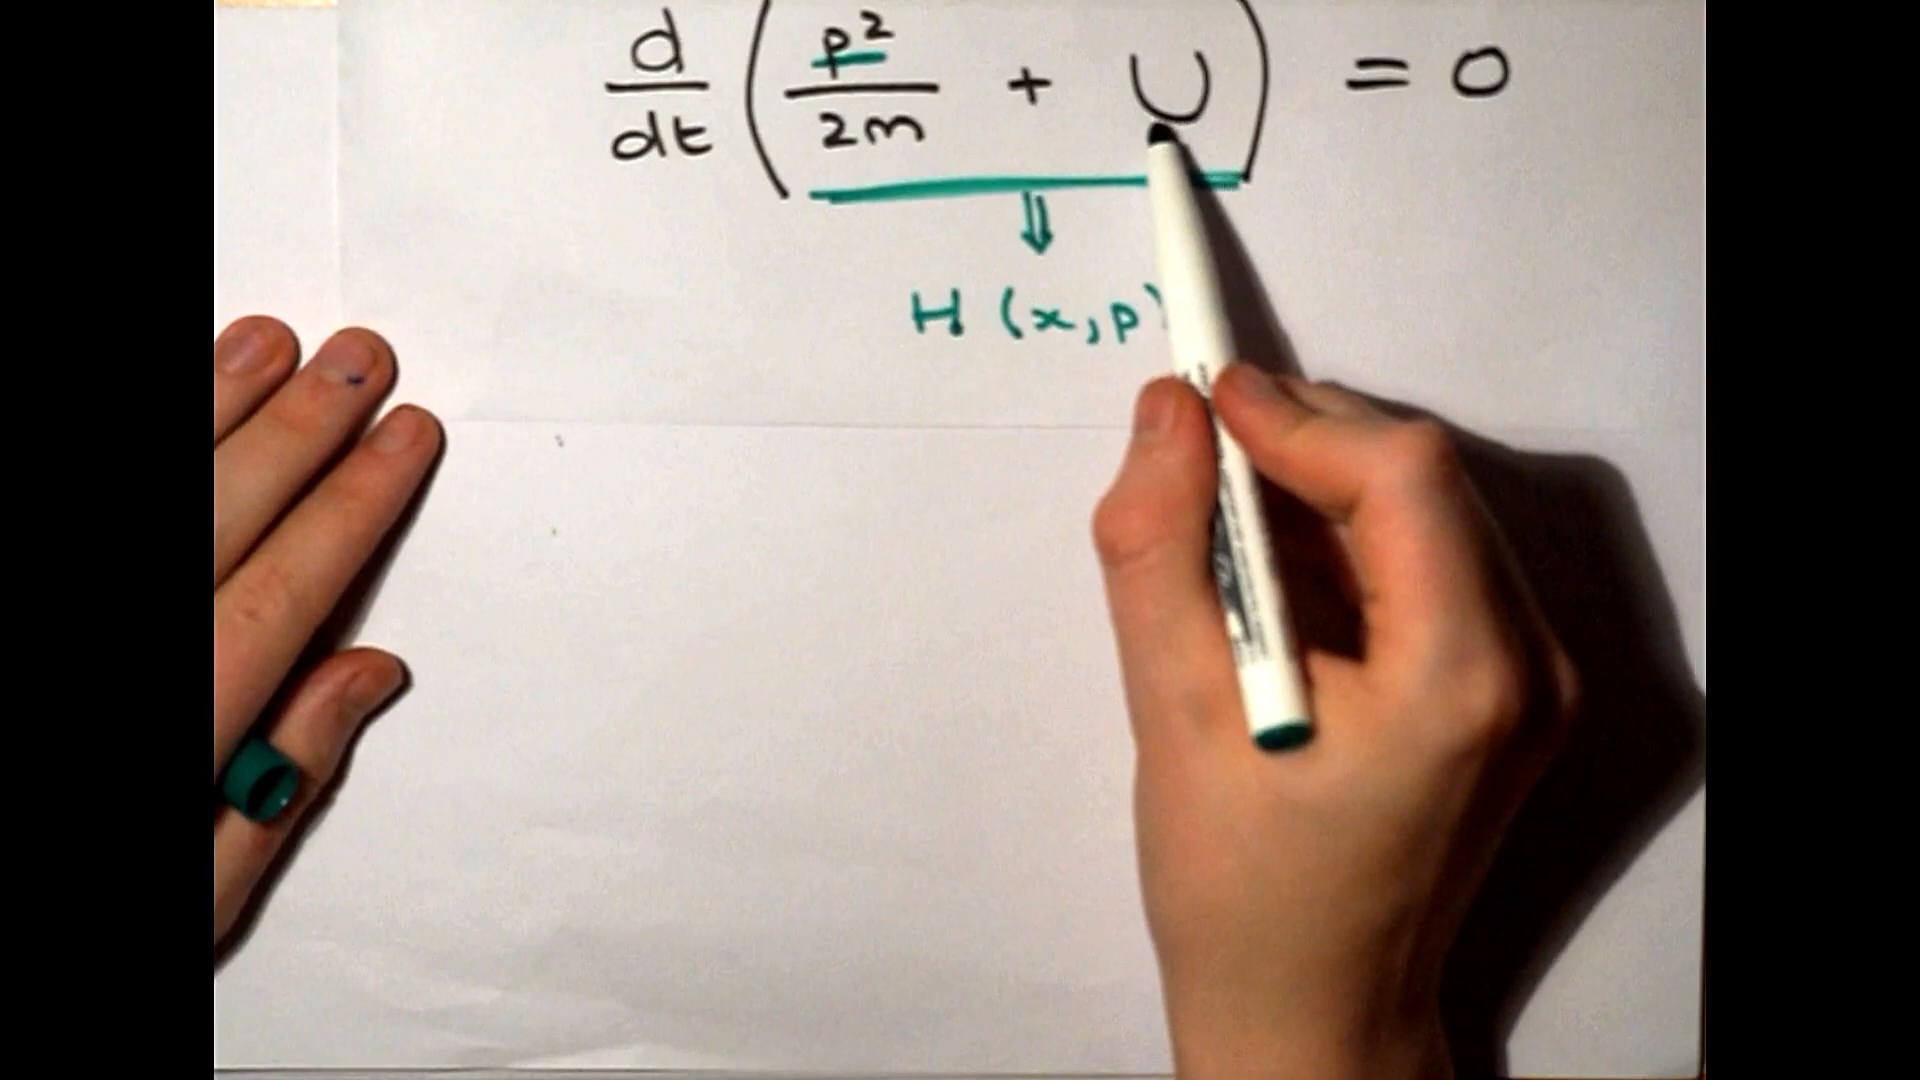 d/dt ( p²/2m + U ) = 0
⇓
H (x,p)